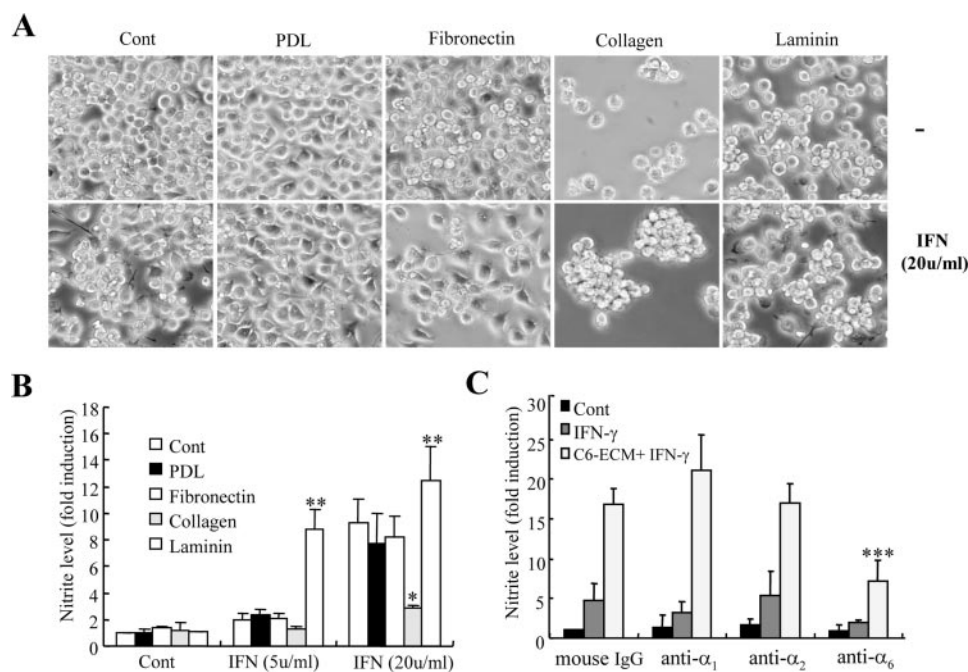 A
Cont PDL Fibronectin Collagen Laminin
-
IFN
(20u/ml)
B
Nitrite level (fold induction)
18
16
14
12
10
8
6
4
2
0
Cont
PDL
Fibronectin
Collagen
Laminin
**
**
*
Cont IFN (5u/ml) IFN (20u/ml)
C
Nitrite level (fold induction)
30
25
20
15
10
5
0
Cont
IFN-γ
C6-ECM+ IFN-γ
***
mouse IgG anti-α₁ anti-α₂ anti-α₆